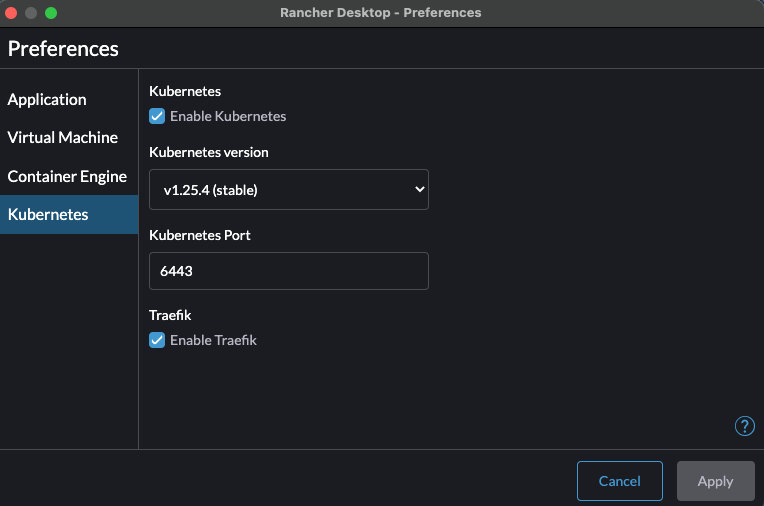 Rancher Desktop - Preferences
Preferences
Application
Virtual Machine
Container Engine
Kubernetes
Kubernetes
Enable Kubernetes
Kubernetes version
v1.25.4 (stable)
Kubernetes Port
6443
Traefik
Enable Traefik
?
Cancel
Apply